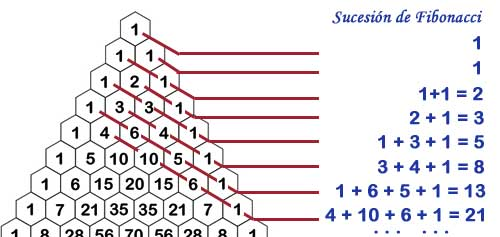 Sucesión de Fibonacci
1
1
1
1 1
1
1 2 1
1+1 = 2
1 3 3 1
2 + 1 = 3
1 4 6 4 1
1 + 3 + 1 = 5
1 5 10 10 5 1
3 + 4 + 1 = 8
1 6 15 20 15 6 1
1 + 6 + 5 + 1 = 13
1 7 21 35 35 21 7 1
4 + 10 + 6 + 1 = 21
1 8 28 56 70 56 28 8 1
... ...